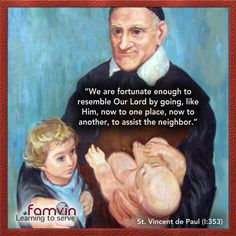 “We are fortunate enough to
resemble Our Lord by going, like
Him, now to one place, now to
another, to assist the neighbor.”
.famvin
Learning to serve
St. Vincent de Paul (I:353)